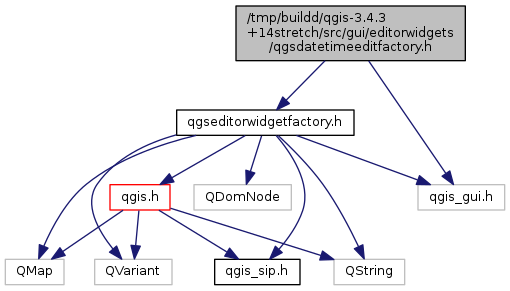 /tmp/buildd/qgis-3.4.3
+14stretch/src/gui/editorwidgets
/qgsdatetimeeditfactory.h
qgseditorwidgetfactory.h
qgis.h
QDomNode
qgis_gui.h
QMap
QVariant
qgis_sip.h
QString